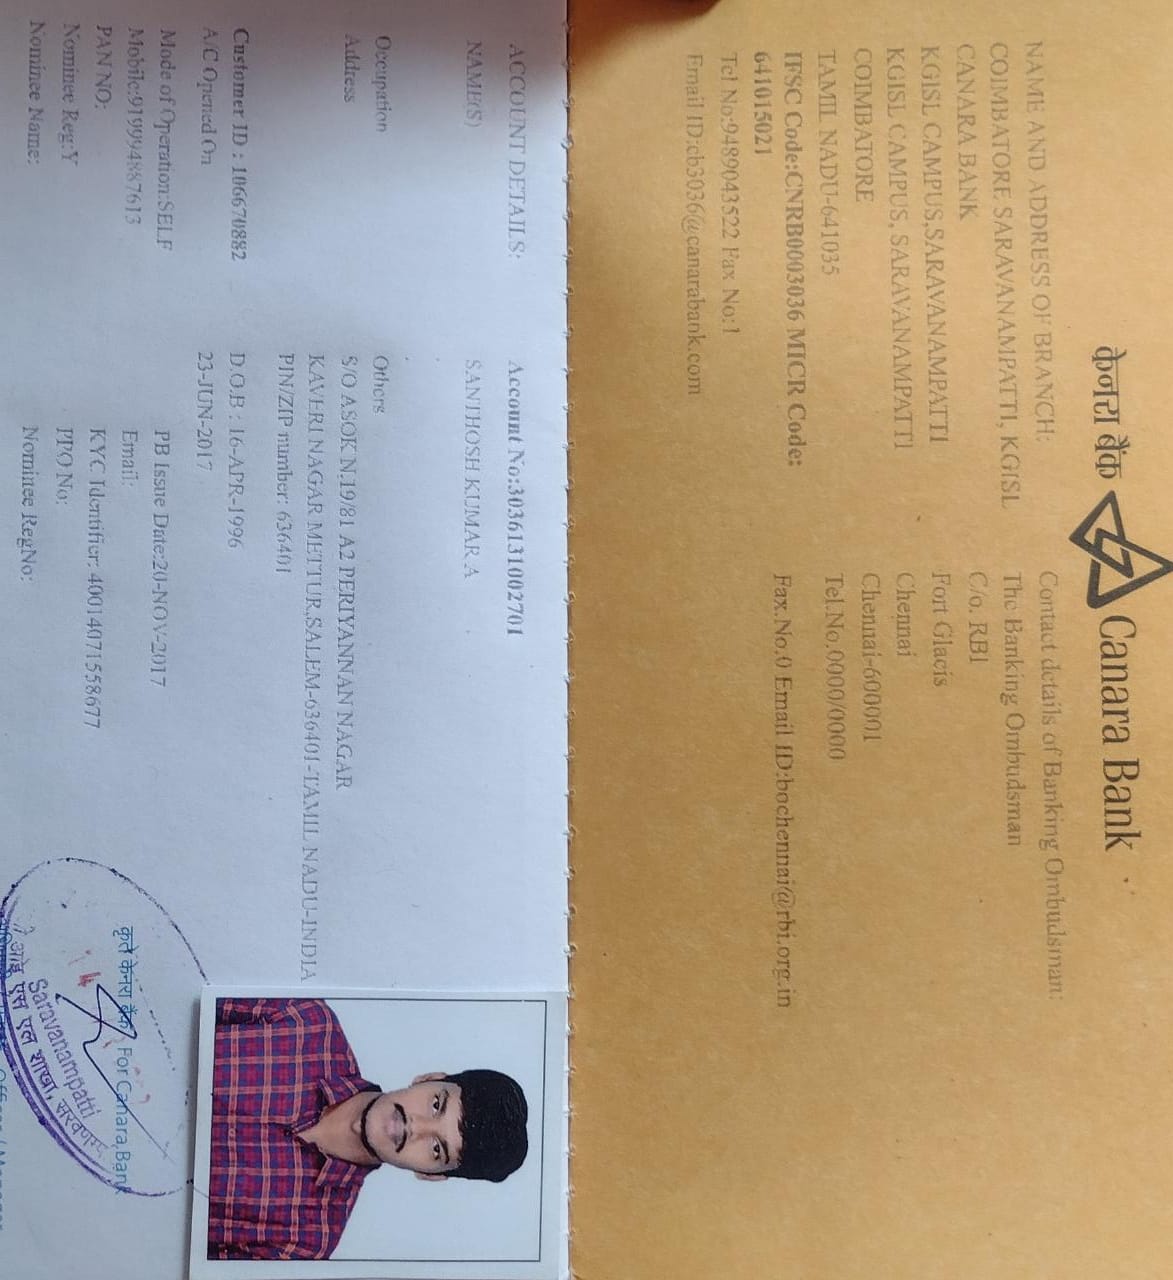 केनरा बैंक Canara Bank
NAME AND ADDRESS OF BRANCH:
COIMBATORE SARAVANAMPATTI, KGISL
CANARA BANK
KGISL CAMPUS,SARAVANAMPATTI
KGISL CAMPUS, SARAVANAMPATTI
COIMBATORE
TAMIL NADU-641035
IFSC Code:CNRB0003036 MICR Code:
641015021
Tel No:9489043522 Fax No:1
Email ID:cb3036@canarabank.com
Contact details of Banking Ombudsman:
The Banking Ombudsman
C/o. RBI
Fort Glacis
Chennai
Chennai-600001
Tel.No.0000/0000
Fax.No.0 Email ID:bochennai@rbi.org.in
ACCOUNT DETAILS: Account No:3036131002701
NAME(S) SANTHOSH KUMAR A
Occupation Others
Address S/O ASOK N.19/81 A2 PERIYANNAN NAGAR
KAVERI NAGAR METTUR,SALEM-636401-TAMIL NADU-INDIA
PIN/ZIP number: 636401
Customer ID : 106670882 D.O.B : 16-APR-1996
A/C Opened On 23-JUN-2017
Mode of Operation:SELF PB Issue Date:20-NOV-2017
Mobile:919994887613 Email:
PAN NO: KYC Identifier: 40014071558677
Nominee Reg:Y PPO No:
Nominee Name: Nominee RegNo:
कृते केनरा बैंक For Canara Bank
Saravanampatti